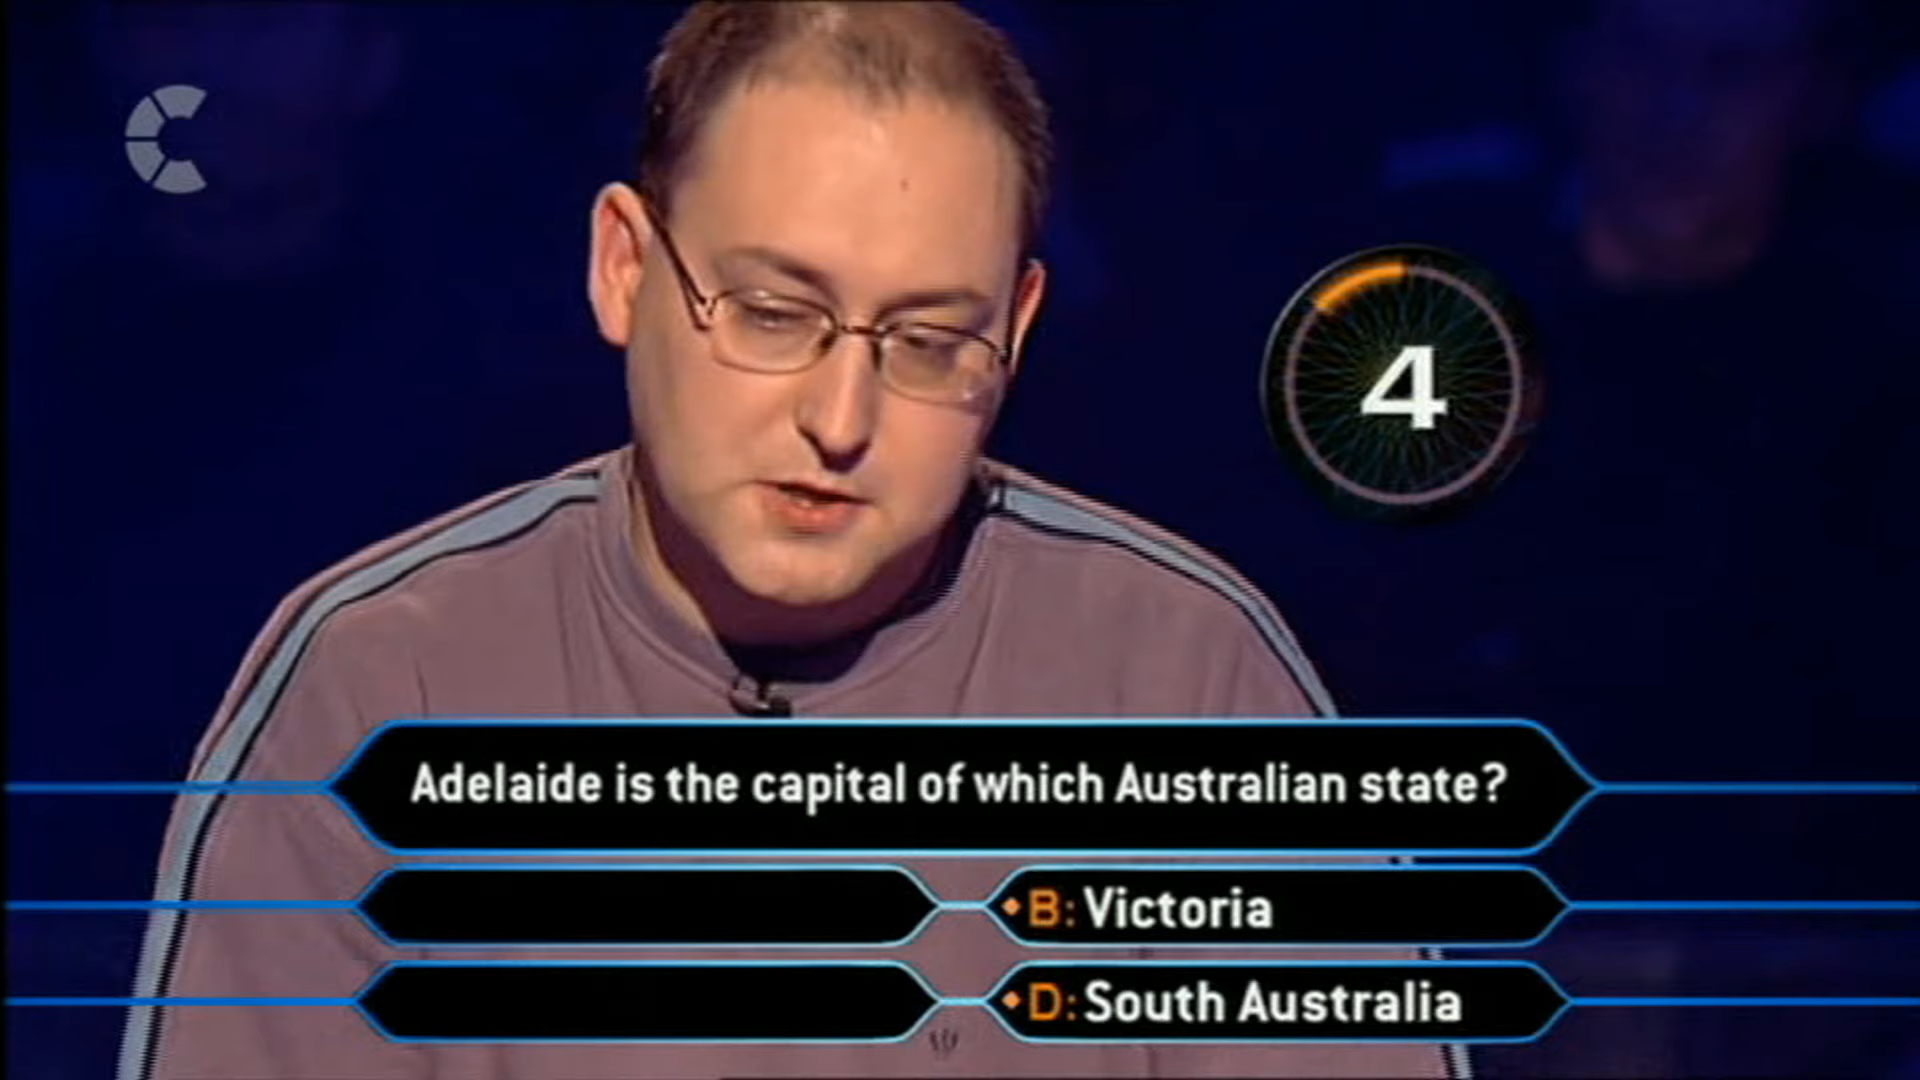 4
Adelaide is the capital of which Australian state?
B: Victoria
D: South Australia